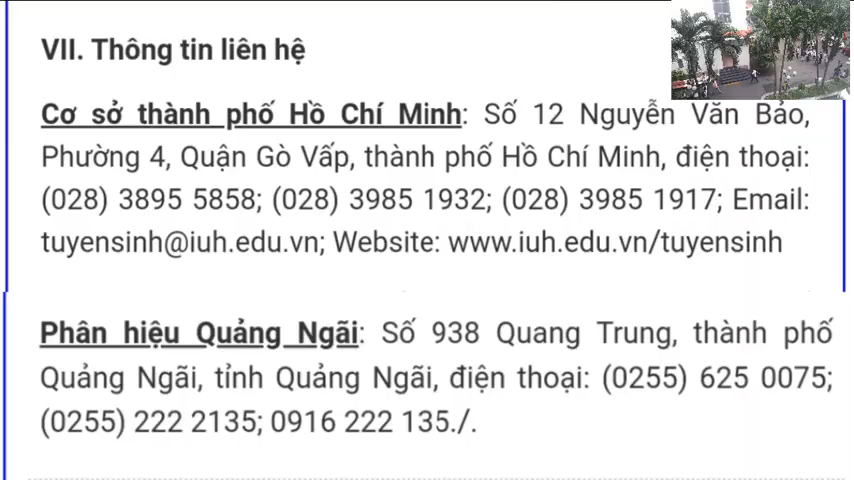 VII. Thông tin liên hệ
Cơ sở thành phố Hồ Chí Minh: Số 12 Nguyễn Văn Bảo,
Phường 4, Quận Gò Vấp, thành phố Hồ Chí Minh, điện thoại:
(028) 3895 5858; (028) 3985 1932; (028) 3985 1917; Email:
tuyensinh@iuh.edu.vn; Website: www.iuh.edu.vn/tuyensinh
Phân hiệu Quảng Ngãi: Số 938 Quang Trung, thành phố
Quảng Ngãi, tỉnh Quảng Ngãi, điện thoại: (0255) 625 0075;
(0255) 222 2135; 0916 222 135./.